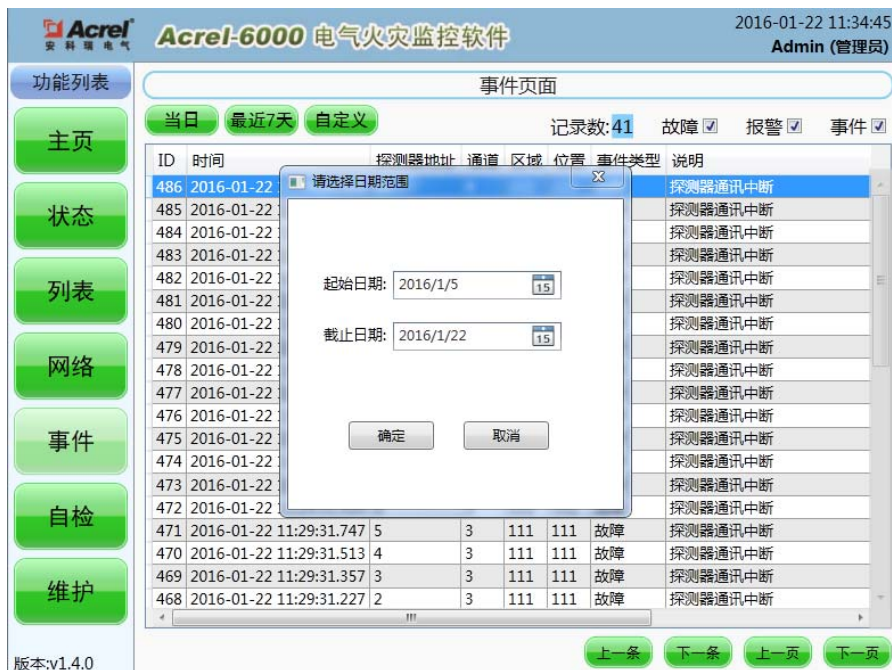 Acrel
安科瑞电气
Acrel-6000 电气火灾监控软件
2016-01-22 11:34:45
Admin (管理员)
功能列表
主页
状态
列表
网络
事件
自检
维护
版本:v1.4.0
事件页面
当日 最近7天 自定义 记录数:41 故障 报警 事件
ID 时间 探测器地址 通道 区域 位置 事件类型 说明
486 2016-01-22 探测器通讯中断
485 2016-01-22 探测器通讯中断
484 2016-01-22 探测器通讯中断
483 2016-01-22 探测器通讯中断
482 2016-01-22 探测器通讯中断
481 2016-01-22 探测器通讯中断
480 2016-01-22 探测器通讯中断
479 2016-01-22 探测器通讯中断
478 2016-01-22 探测器通讯中断
477 2016-01-22 探测器通讯中断
476 2016-01-22 探测器通讯中断
475 2016-01-22 探测器通讯中断
474 2016-01-22 探测器通讯中断
473 2016-01-22 探测器通讯中断
472 2016-01-22 探测器通讯中断
471 2016-01-22 11:29:31.747 5 3 111 111 故障 探测器通讯中断
470 2016-01-22 11:29:31.513 4 3 111 111 故障 探测器通讯中断
469 2016-01-22 11:29:31.357 3 3 111 111 故障 探测器通讯中断
468 2016-01-22 11:29:31.227 2 3 111 111 故障 探测器通讯中断
请选择日期范围
起始日期: 2016/1/5 15
截止日期: 2016/1/22 15
确定 取消
上一条 下一条 上一页 下一页